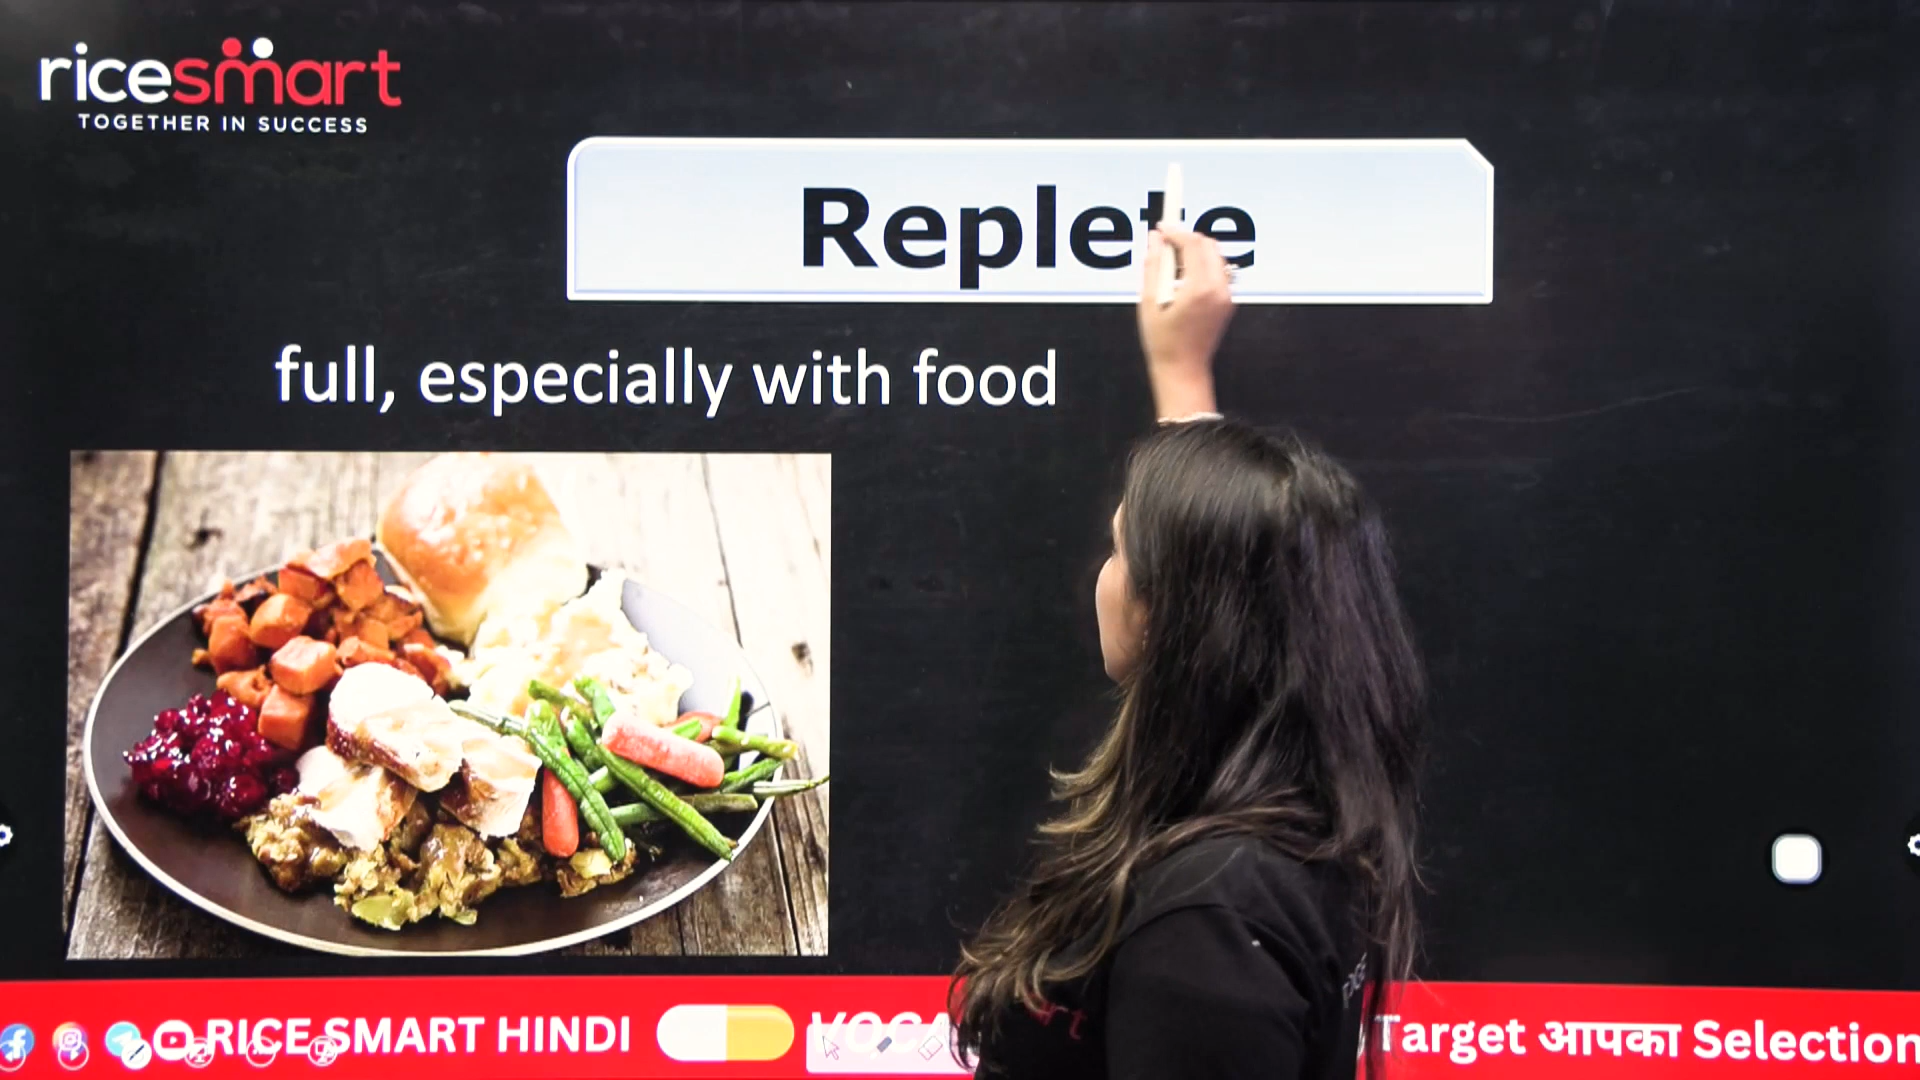 ricesmart
TOGETHER IN SUCCESS
Replete
full, especially with food
RICE SMART HINDI
Target आपका Selection